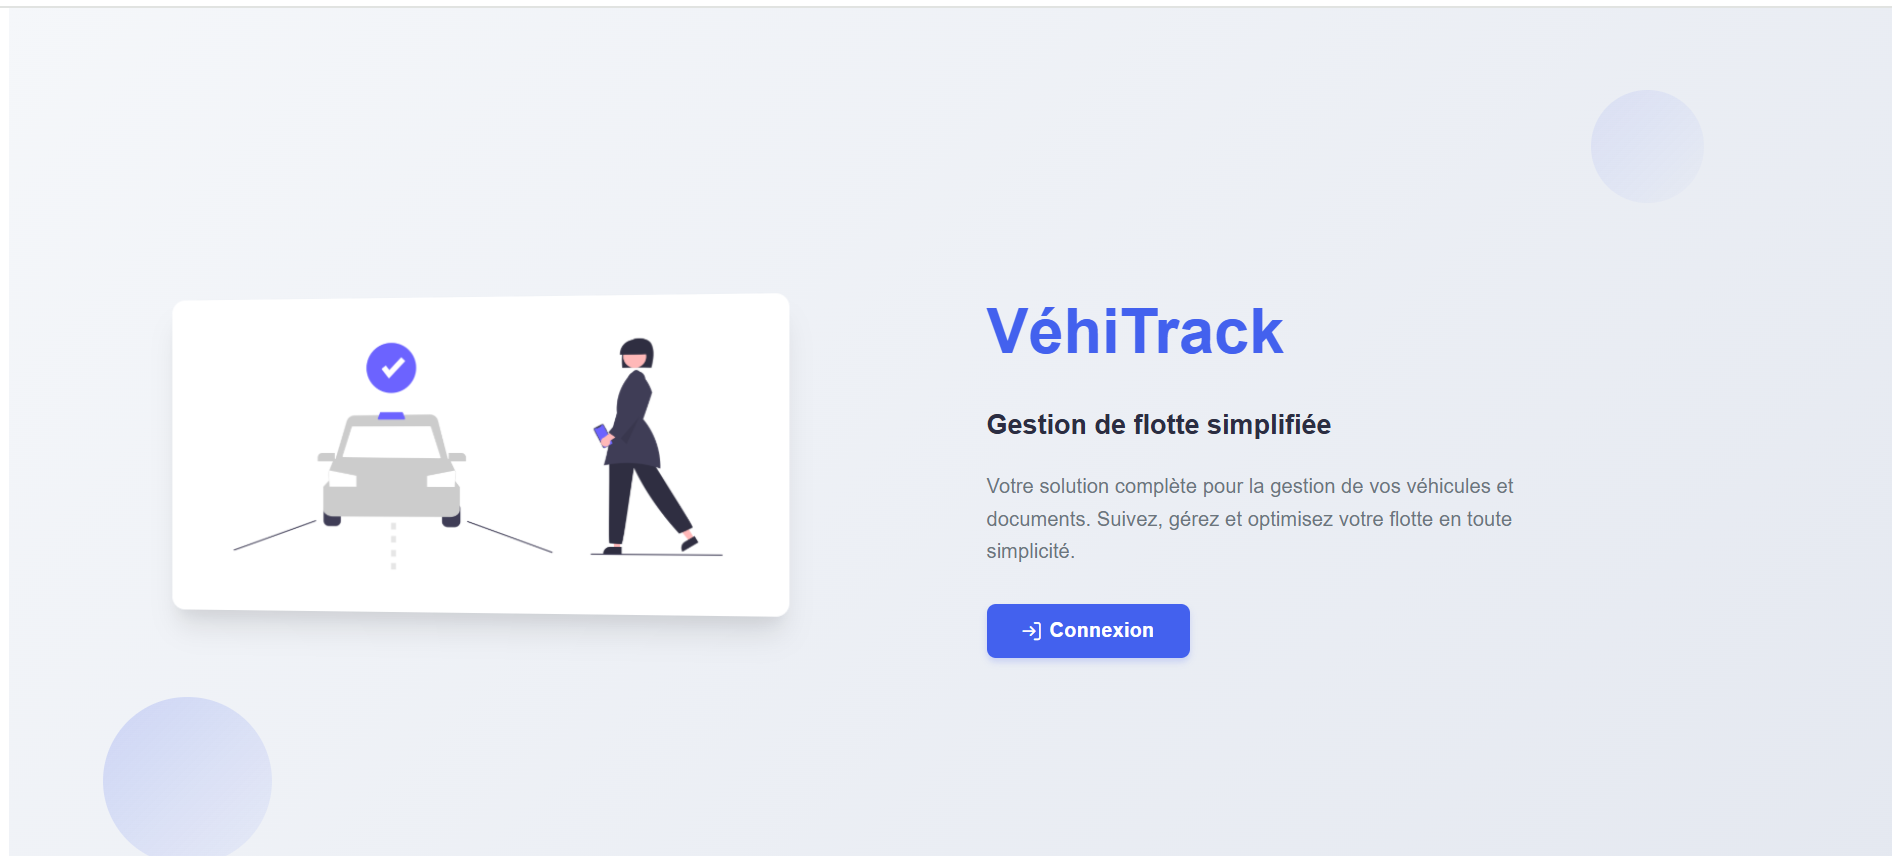 VéhiTrack
Gestion de flotte simplifiée
Votre solution complète pour la gestion de vos véhicules et
documents. Suivez, gérez et optimisez votre flotte en toute
simplicité.
Connexion